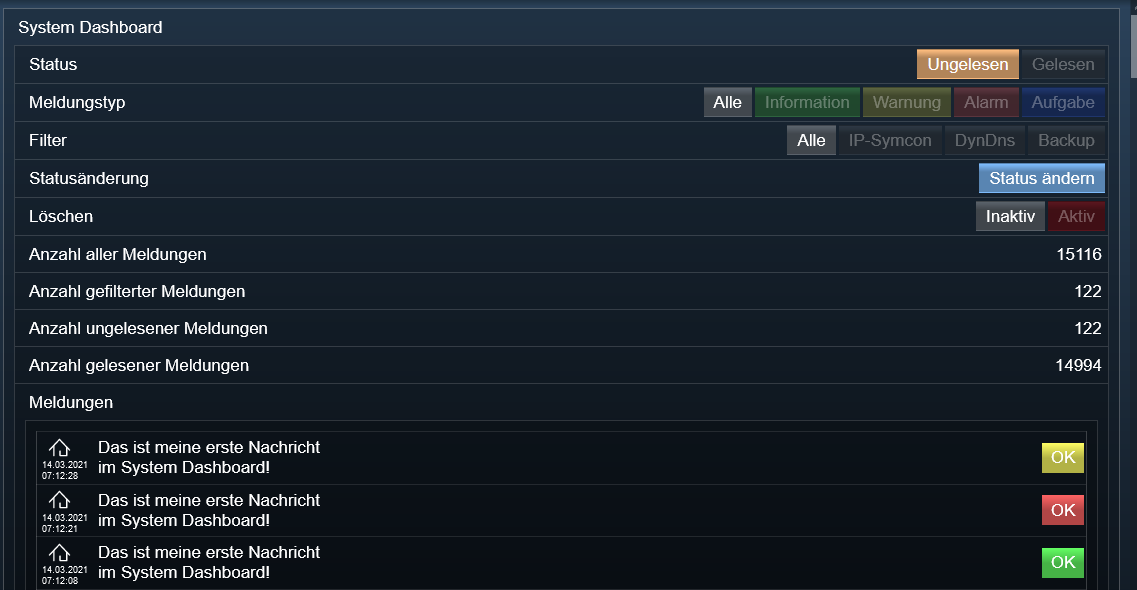 System Dashboard
Status Ungelesen Gelesen
Meldungstyp Alle Information Warnung Alarm Aufgabe
Filter Alle IP-Symcon DynDns Backup
Statusänderung Status ändern
Löschen Inaktiv Aktiv
Anzahl aller Meldungen 15116
Anzahl gefilterter Meldungen 122
Anzahl ungelesener Meldungen 122
Anzahl gelesener Meldungen 14994
Meldungen
Das ist meine erste Nachricht
im System Dashboard!
14.03.2021
07:12:28
OK
Das ist meine erste Nachricht
im System Dashboard!
14.03.2021
07:12:21
OK
Das ist meine erste Nachricht
im System Dashboard!
14.03.2021
07:12:08
OK